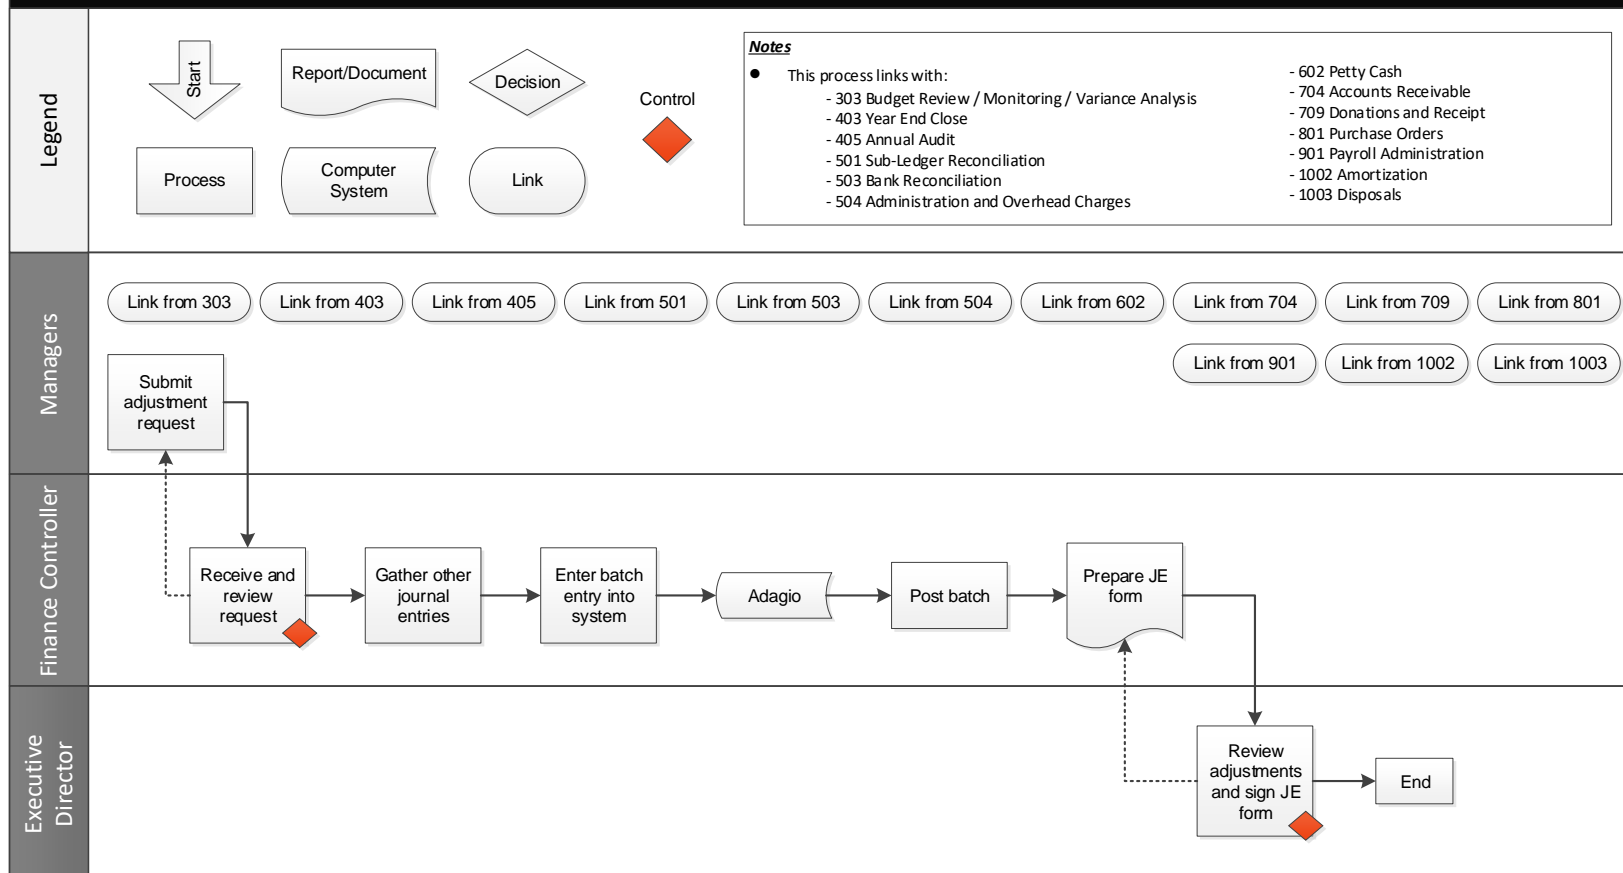 Legend
Start
Report/Document
Decision
Control
Process
Computer
System
Link
Notes
● This process links with:
- 303 Budget Review / Monitoring / Variance Analysis
- 403 Year End Close
- 405 Annual Audit
- 501 Sub-Ledger Reconciliation
- 503 Bank Reconciliation
- 504 Administration and Overhead Charges
- 602 Petty Cash
- 704 Accounts Receivable
- 709 Donations and Receipt
- 801 Purchase Orders
- 901 Payroll Administration
- 1002 Amortization
- 1003 Disposals
Managers
Link from 303
Link from 403
Link from 405
Link from 501
Link from 503
Link from 504
Link from 602
Link from 704
Link from 709
Link from 801
Link from 901
Link from 1002
Link from 1003
Submit
adjustment
request
Finance Controller
Receive and
review
request
Gather other
journal
entries
Enter batch
entry into
system
Adagio
Post batch
Prepare JE
form
Executive
Director
Review
adjustments
and sign JE
form
End